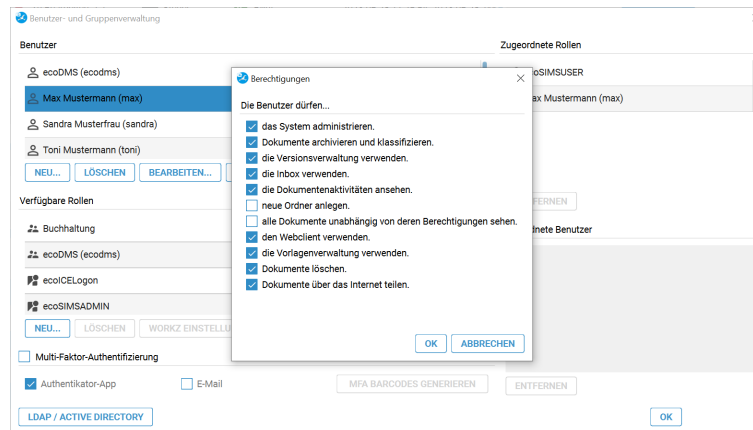 Benutzer- und Gruppenverwaltung
Benutzer
Zugeordnete Rollen
ecoDMS (ecodms)
Max Mustermann (max)
Sandra Musterfrau (sandra)
Toni Mustermann (toni)
NEU...
LÖSCHEN
BEARBEITEN...
oSIMSUSER
ax Mustermann (max)
Verfügbare Rollen
FERNEN
Buchhaltung
ecoDMS (ecodms)
ecoICELogon
ecoSIMSADMIN
dnete Benutzer
NEU...
LÖSCHEN
WORKZ EINSTELLU
Berechtigungen
Die Benutzer dürfen...
das System administrieren.
Dokumente archivieren und klassifizieren.
die Versionsverwaltung verwenden.
die Inbox verwenden.
die Dokumentenaktivitäten ansehen.
neue Ordner anlegen.
alle Dokumente unabhängig von deren Berechtigungen sehen.
den Webclient verwenden.
die Vorlagenverwaltung verwenden.
Dokumente löschen.
Dokumente über das Internet teilen.
OK
ABBRECHEN
Multi-Faktor-Authentifizierung
Authentikator-App
E-Mail
MFA BARCODES GENERIEREN
ENTFERNEN
LDAP / ACTIVE DIRECTORY
OK